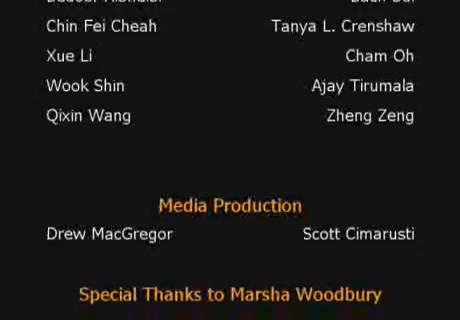 Chin Fei Cheah Tanya L. Crenshaw
Xue Li Cham Oh
Wook Shin Ajay Tirumala
Qixin Wang Zheng Zeng
Media Production
Drew MacGregor Scott Cimarusti
Special Thanks to Marsha Woodbury